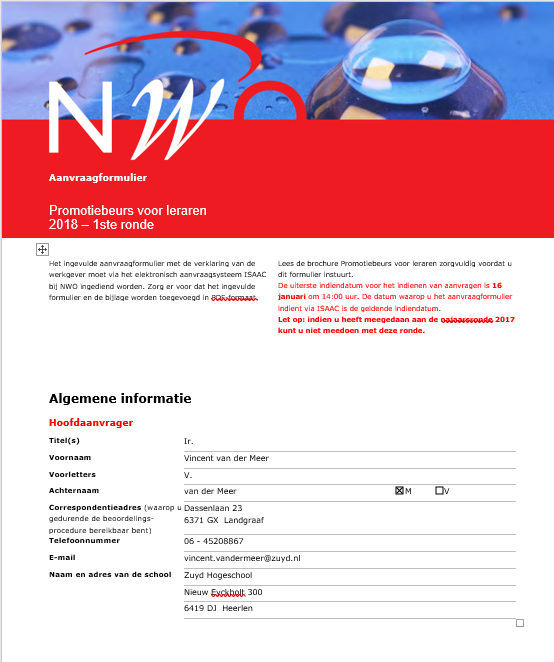 NWO
Aanvraagformulier
Promotiebeurs voor leraren
2018 – 1ste ronde
Het ingevulde aanvraagformulier met de verklaring van de
werkgever moet via het elektronisch aanvraagsysteem ISAAC
bij NWO ingediend worden. Zorg er voor dat het ingevulde
formulier en de bijlage worden toegevoegd in PDF-formaat.
Lees de brochure Promotiebeurs voor leraren zorgvuldig voordat u
dit formulier instuurt.
De uiterste indiendatum voor het indienen van aanvragen is 16
januari om 14:00 uur. De datum waarop u het aanvraagformulier
indient via ISAAC is de geldende indiendatum.
Let op: indien u heeft meegedaan aan de najaarsronde 2017
kunt u niet meedoen met deze ronde.
Algemene informatie
Hoofdaanvrager
Titel(s) Ir.
Voornaam Vincent van der Meer
Voorletters V.
Achternaam van der Meer ☒M ☐V
Correspondentieadres (waarop u Dassenlaan 23
gedurende de beoordelings- 6371 GX Landgraaf
procedure bereikbaar bent)
Telefoonnummer 06 - 45208867
E-mail vincent.vandermeer@zuyd.nl
Naam en adres van de school Zuyd Hogeschool
Nieuw Eyckholt 300
6419 DJ Heerlen